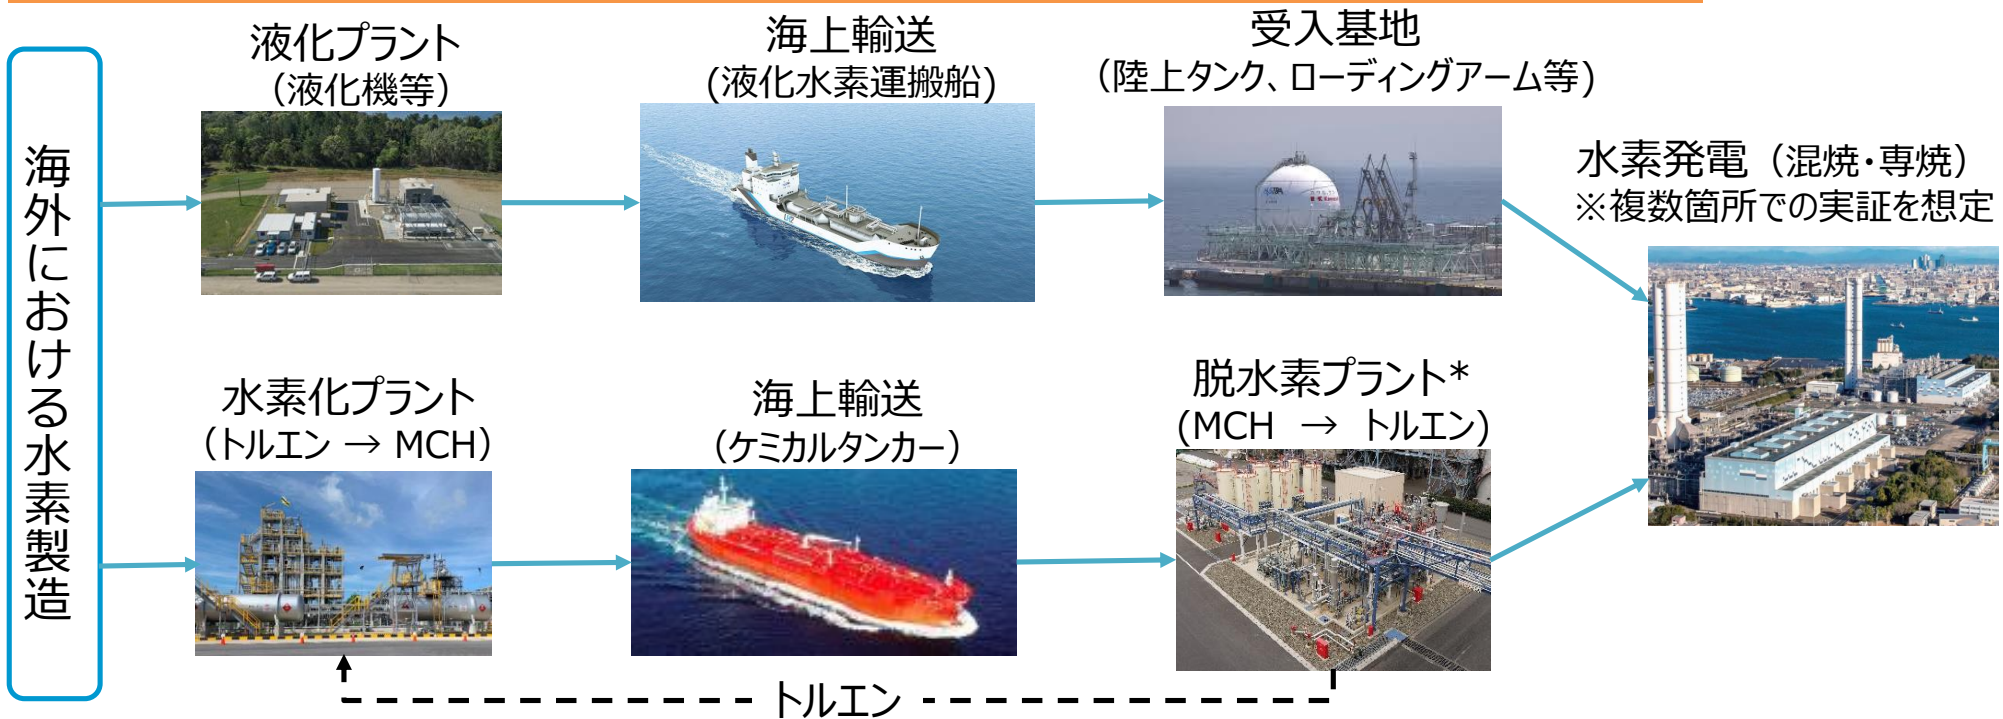 海外における水素製造
液化プラント
（液化機等）
海上輸送
(液化水素運搬船)
受入基地
（陸上タンク、ローディングアーム等）
水素発電（混焼・専焼）
※複数箇所での実証を想定
水素化プラント
（トルエン → MCH）
海上輸送
（ケミカルタンカー）
脱水素プラント*
(MCH → トルエン)
トルエン